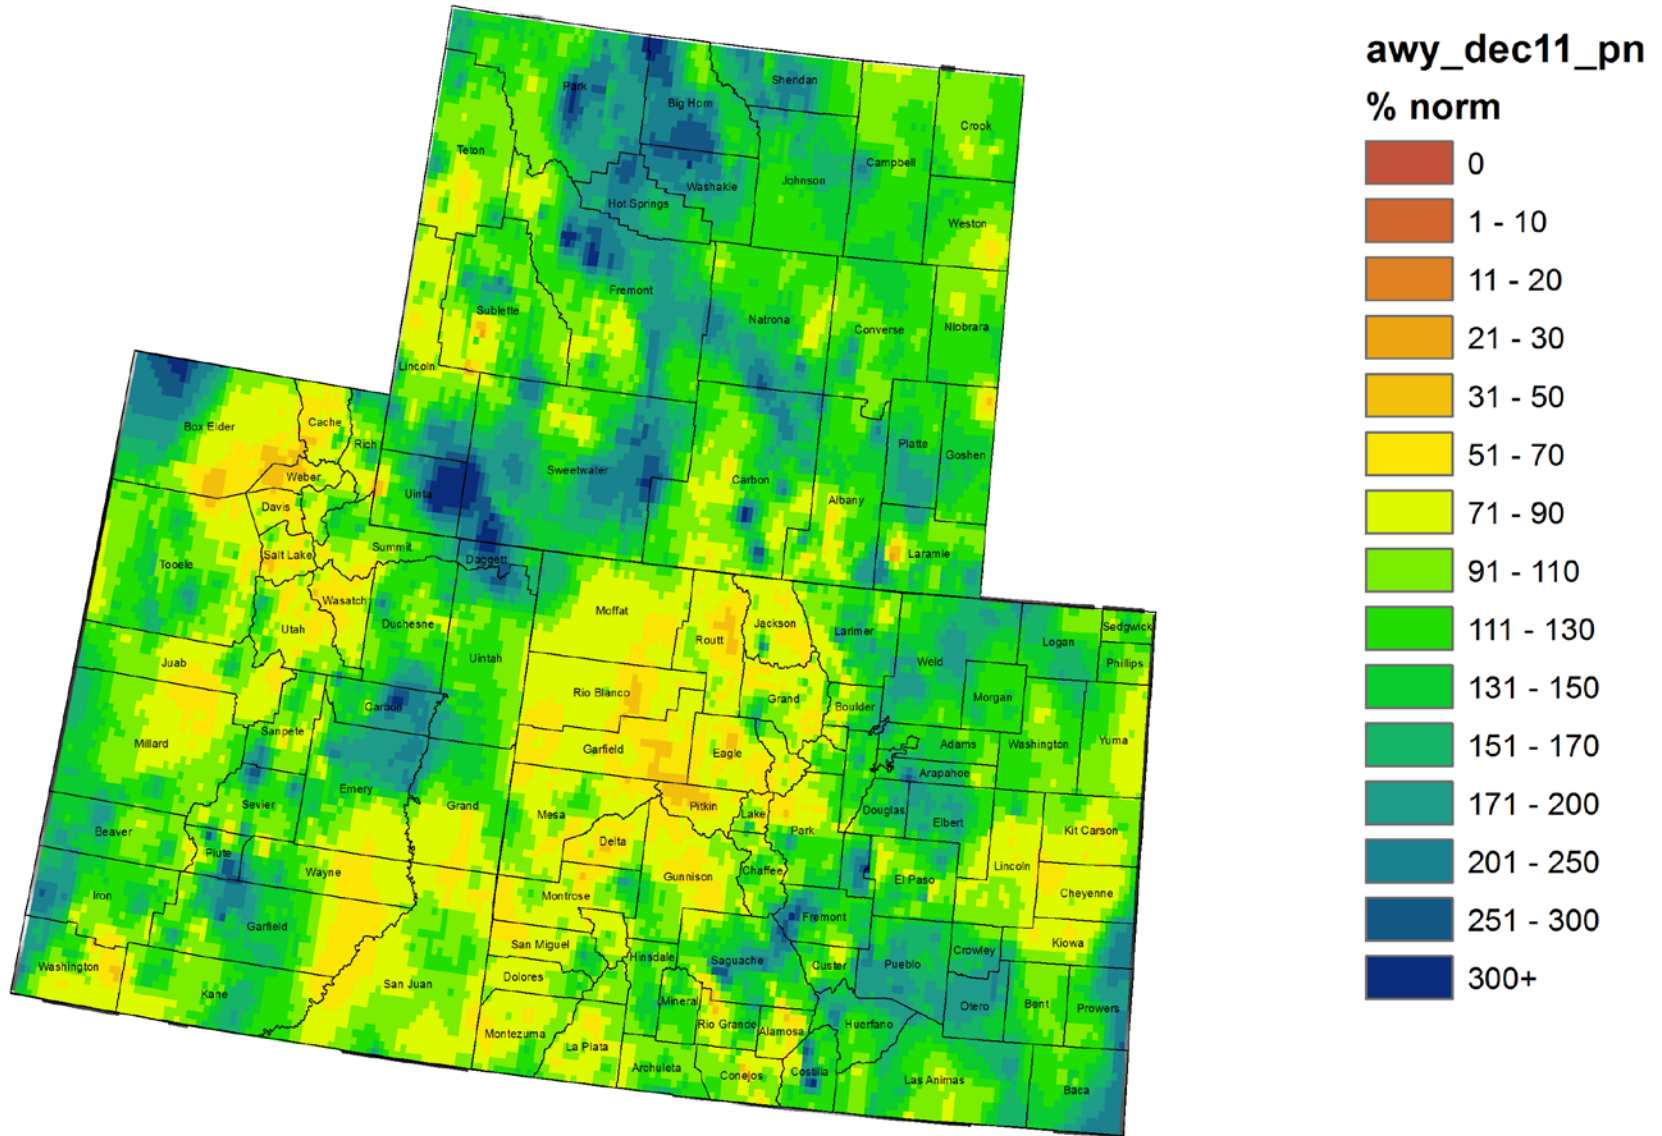 awy_dec11_pn
% norm
0
1 - 10
11 - 20
21 - 30
31 - 50
51 - 70
71 - 90
91 - 110
111 - 130
131 - 150
151 - 170
171 - 200
201 - 250
251 - 300
300+
Park
Big Horn
Sheridan
Crook
Teton
Campbell
Johnson
Washakie
Hot Springs
Weston
Fremont
Sublette
Natrona
Converse
Niobrara
Lincoln
Box Elder
Cache
Rich
Platte
Goshen
Weber
Sweetwater
Uinta
Carbon
Albany
Davis
Salt Lake
Summit
Daggett
Laramie
Tooele
Wasatch
Duchesne
Utah
Moffat
Routt
Jackson
Larimer
Logan
Sedgwick
Phillips
Weld
Juab
Uintah
Rio Blanco
Grand
Boulder
Morgan
Carbon
Millard
Sanpete
Garfield
Eagle
Adams
Washington
Yuma
Arapahoe
Emery
Sevier
Grand
Mesa
Pitkin
Lake
Park
Douglas
Elbert
Kit Carson
Beaver
Piute
Wayne
Delta
Gunnison
Chaffee
El Paso
Lincoln
Cheyenne
Iron
Montrose
Garfield
Fremont
San Miguel
Kiowa
Crowley
Washington
Hinsdale
Saguache
Custer
Pueblo
Dolores
San Juan
Kane
Mineral
Otero
Bent
Prowers
Montezuma
La Plata
Rio Grande
Alamosa
Huerfano
Archuleta
Conejos
Costilla
Las Animas
Baca